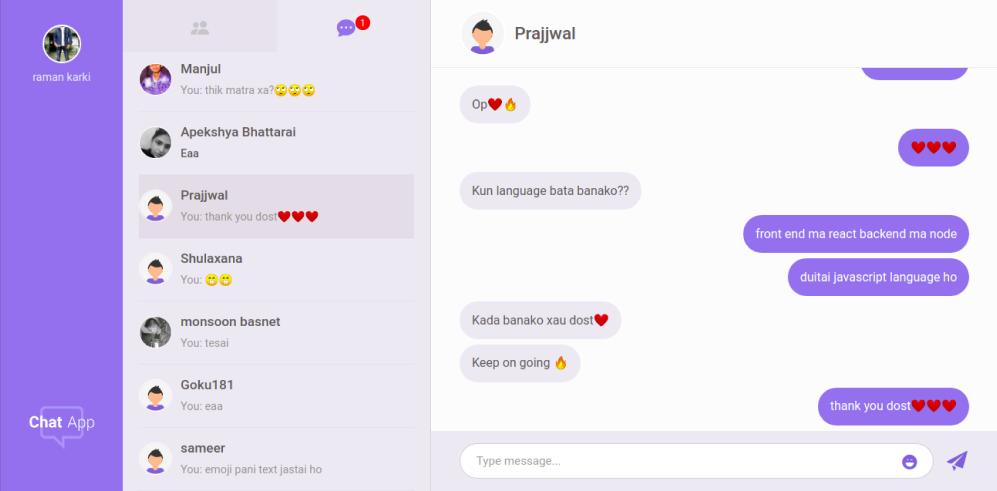 raman karki
Chat App
1
Manjul
You: thik matra xa?🙄🙄🙄
Apekshya Bhattarai
Eaa
Prajjwal
You: thank you dost❤️❤️❤️
Shulaxana
You: 😁😁
monsoon basnet
You: tesai
Goku181
You: eaa
sameer
You: emoji pani text jastai ho
Prajjwal
Op❤️🔥
❤️❤️❤️
Kun language bata banako??
front end ma react backend ma node
duitai javascript language ho
Kada banako xau dost❤️
Keep on going 🔥
thank you dost❤️❤️❤️
Type message...